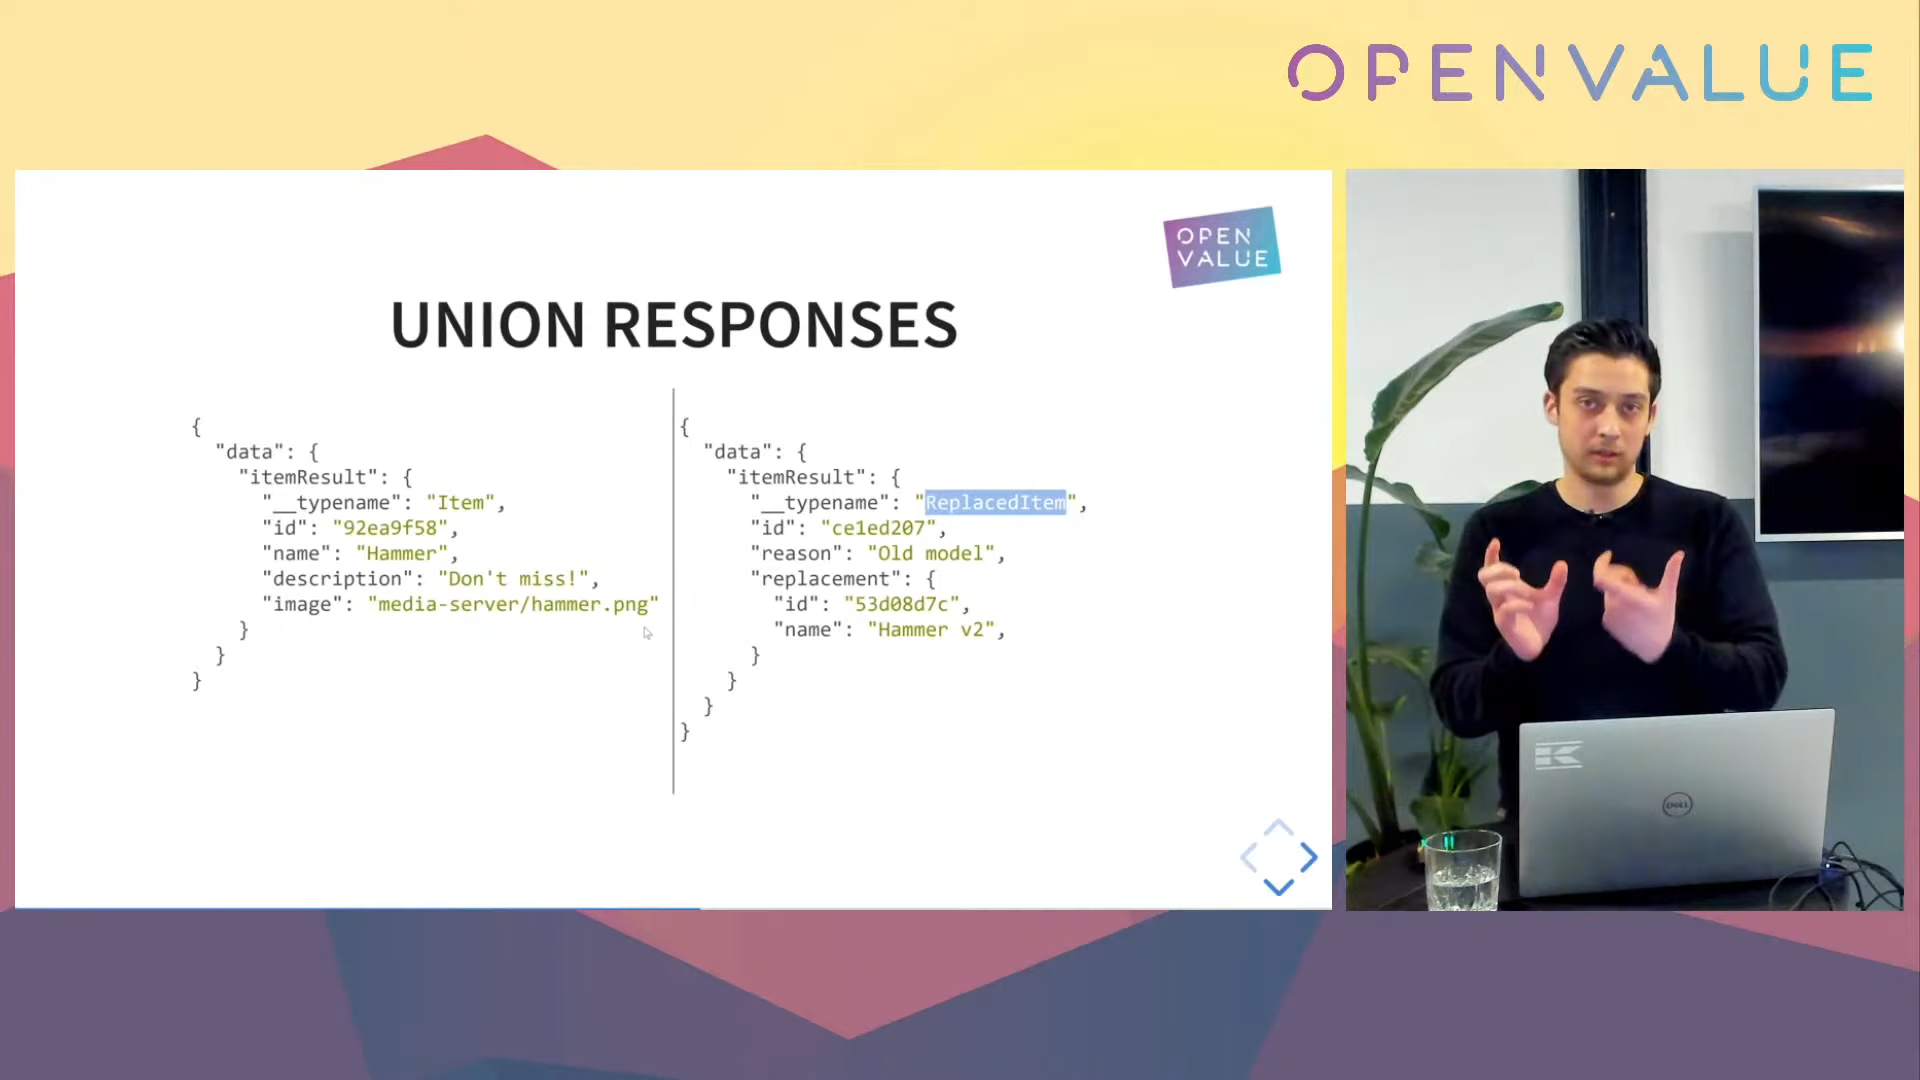 OPENVALUE
OPEN
VALUE
UNION RESPONSES
{
"data": {
"itemResult": {
"__typename": "Item",
"id": "92ea9f58",
"name": "Hammer",
"description": "Don't miss!",
"image": "media-server/hammer.png"
}
}
}
{
"data": {
"itemResult": {
"__typename": "ReplacedItem",
"id": "ce1ed207",
"reason": "Old model",
"replacement": {
"id": "53d08d7c",
"name": "Hammer v2",
}
}
}
}
DELL